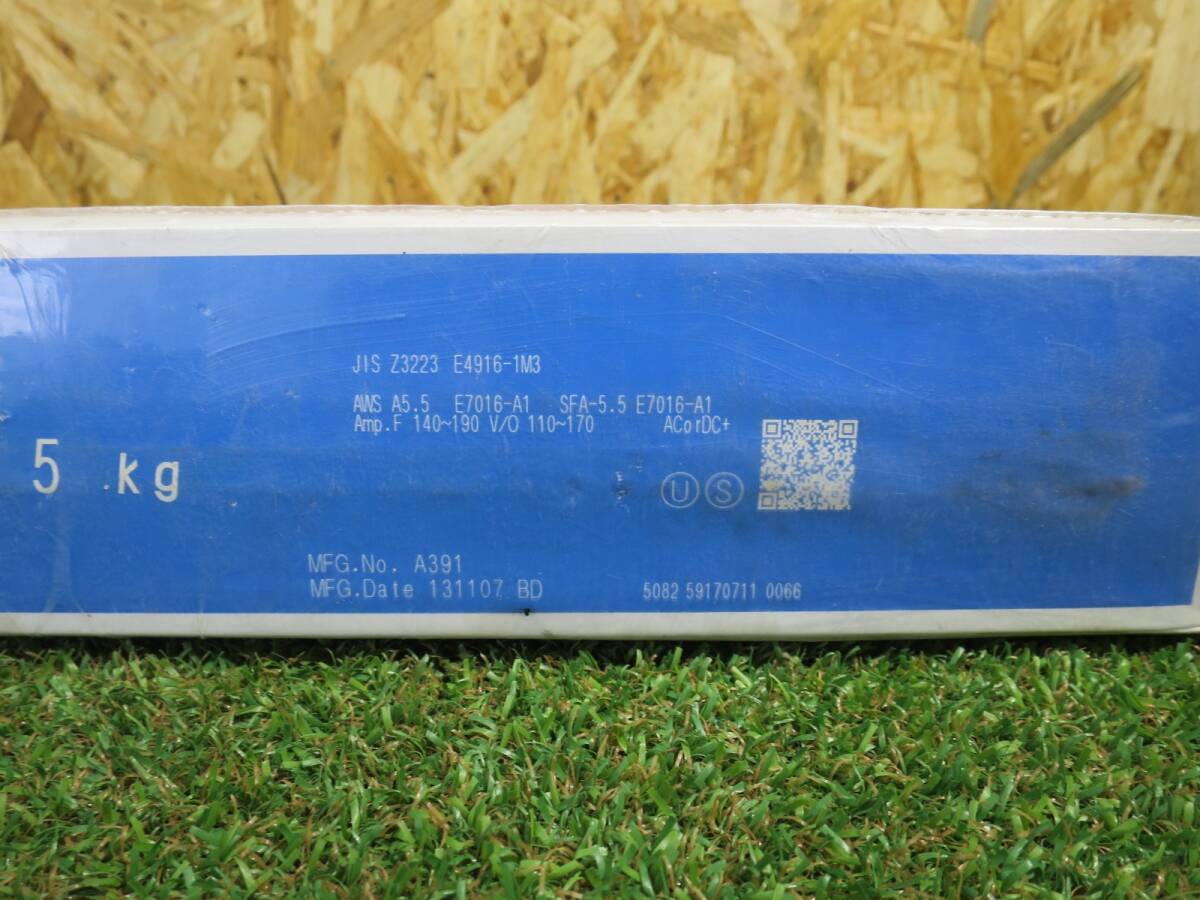 JIS Z3223 E4916-1M3
AWS A5.5 E7016-A1 SFA-5.5 E7016-A1
Amp.F 140~190 V/O 110~170 ACorDC+
5 kg
U S
MFG.No. A391
MFG.Date 131107 BD 5082 59170711 0066